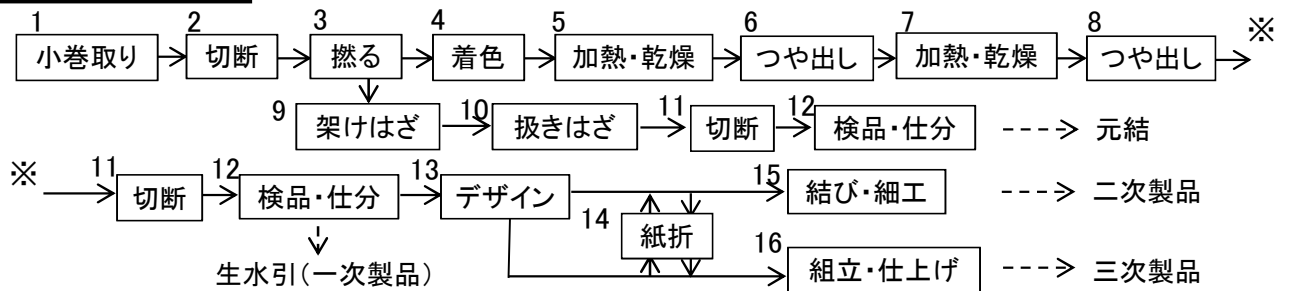 1 2 3 4 5 6 7 8
小巻取り 切断 撚る 着色 加熱・乾燥 つや出し 加熱・乾燥 つや出し ※
9 10 11 12
架けはざ 扱きはざ 切断 検品・仕分 元結
※ 11 12 13 15
切断 検品・仕分 デザイン 結び・細工 二次製品
14 紙折
16
生水引(一次製品) 組立・仕上げ 三次製品